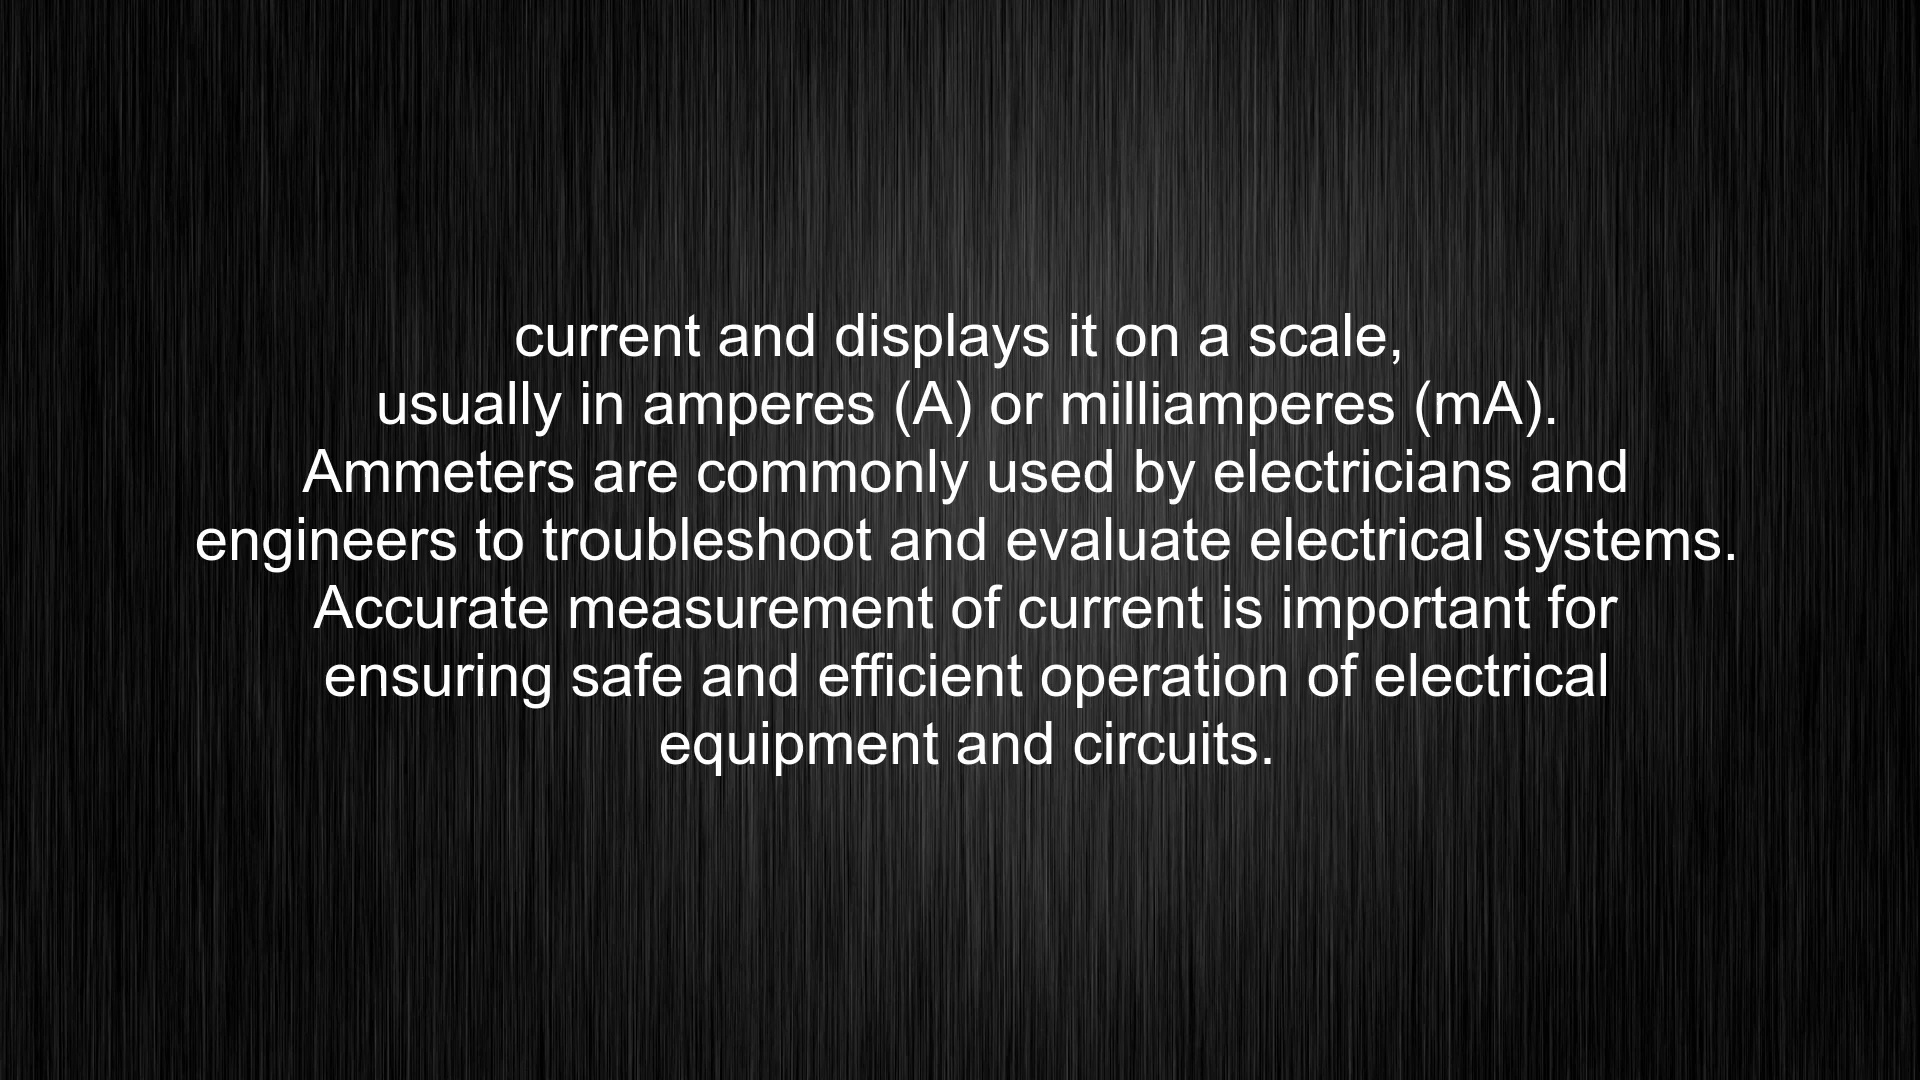 current and displays it on a scale,
usually in amperes (A) or milliamperes (mA).
Ammeters are commonly used by electricians and
engineers to troubleshoot and evaluate electrical systems.
Accurate measurement of current is important for
ensuring safe and efficient operation of electrical
equipment and circuits.